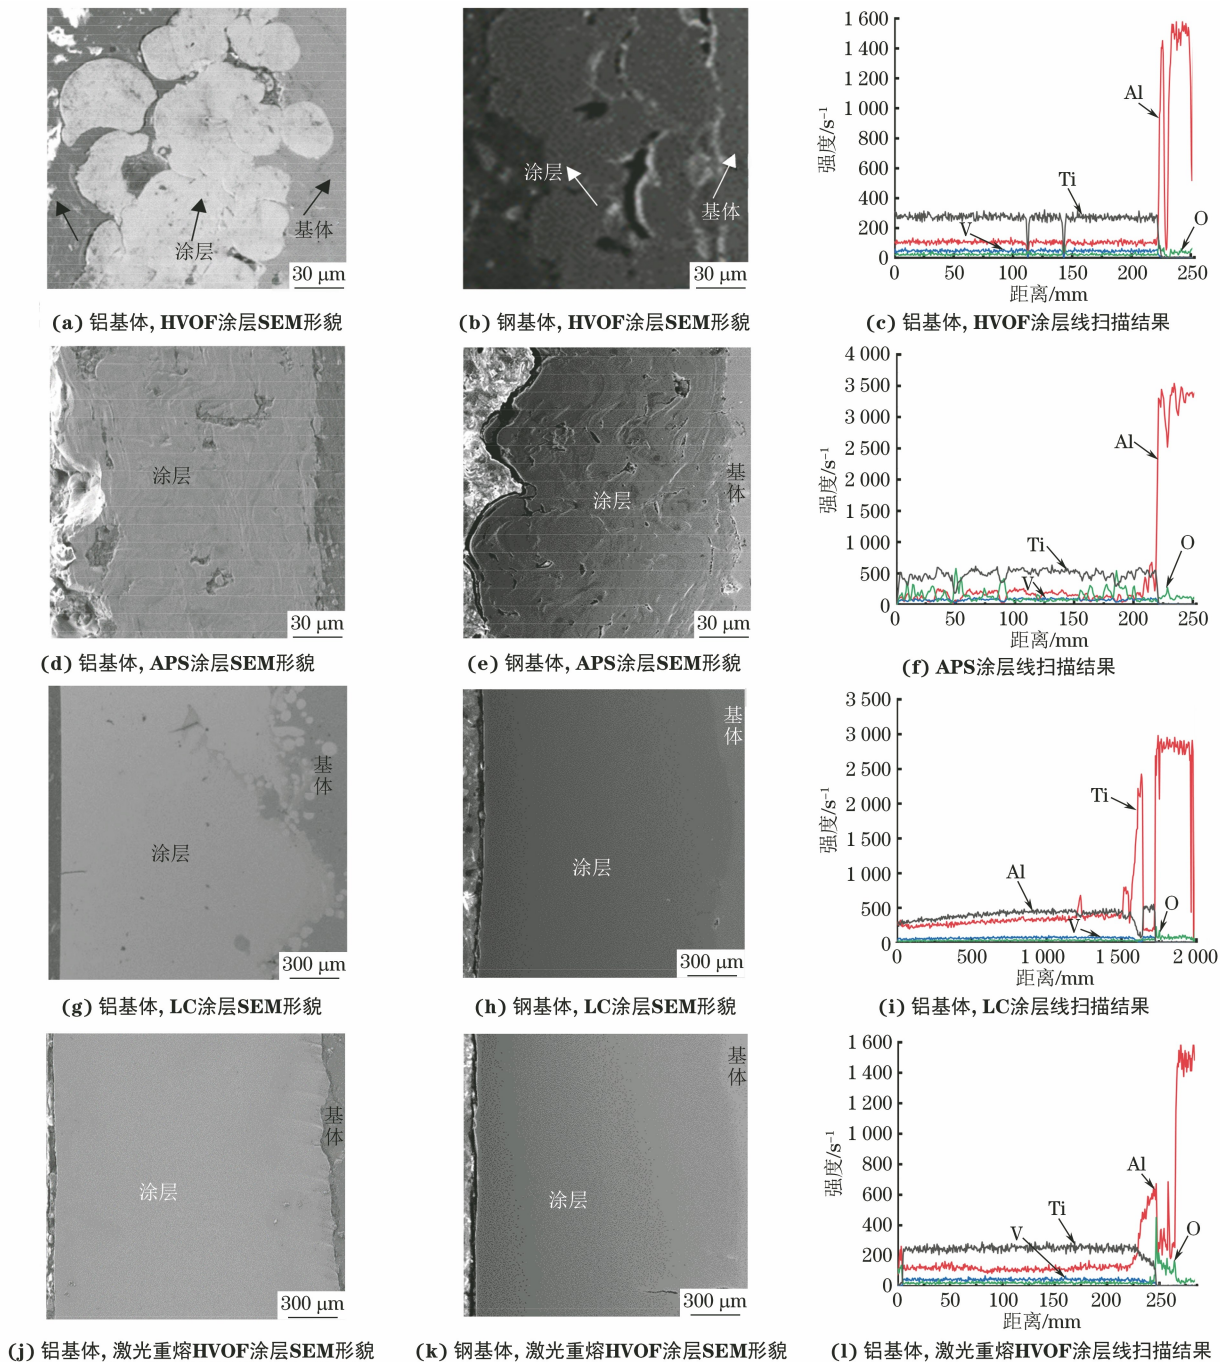 涂层
基体
30 μm
(a) 铝基体, HVOF涂层SEM形貌
涂层
基体
30 μm
(b) 钢基体, HVOF涂层SEM形貌
强度/s⁻¹
1 600
1 400
1 200
1 000
800
600
400
200
0
Al
Ti
V
O
0 50 100 150 200 250
距离/mm
(c) 铝基体, HVOF涂层线扫描结果
涂层
30 μm
(d) 铝基体, APS涂层SEM形貌
涂层
基体
30 μm
(e) 钢基体, APS涂层SEM形貌
强度/s⁻¹
4 000
3 500
3 000
2 500
2 000
1 500
1 000
500
0
Al
Ti
V
O
0 50 100 150 200 250
距离/mm
(f) APS涂层线扫描结果
基体
涂层
300 μm
(g) 铝基体, LC涂层SEM形貌
基体
涂层
300 μm
(h) 钢基体, LC涂层SEM形貌
强度/s⁻¹
3 500
3 000
2 500
2 000
1 500
1 000
500
0
Ti
Al
V
O
0 500 1 000 1 500 2 000
距离/mm
(i) 铝基体, LC涂层线扫描结果
基体
涂层
300 μm
(j) 铝基体, 激光重熔HVOF涂层SEM形貌
基体
涂层
300 μm
(k) 钢基体, 激光重熔HVOF涂层SEM形貌
强度/s⁻¹
1 600
1 400
1 200
1 000
800
600
400
200
0
Al
Ti
V
O
0 50 100 150 200 250
距离/mm
(l) 铝基体, 激光重熔HVOF涂层线扫描结果